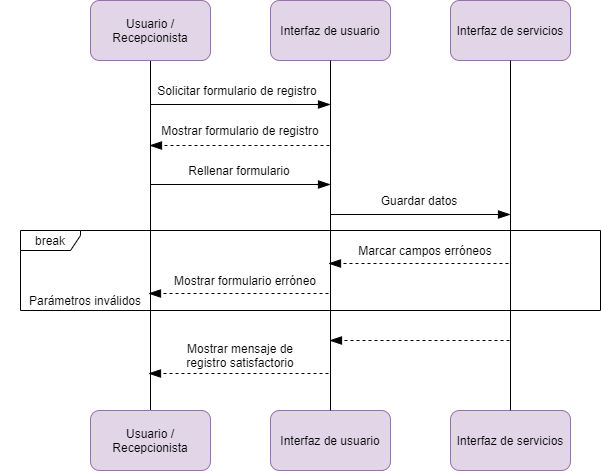 Usuario /
Recepcionista
Interfaz de usuario
Interfaz de servicios
Solicitar formulario de registro
Mostrar formulario de registro
Rellenar formulario
Guardar datos
break
Marcar campos erróneos
Mostrar formulario erróneo
Parámetros inválidos
Mostrar mensaje de
registro satisfactorio
Usuario /
Recepcionista
Interfaz de usuario
Interfaz de servicios